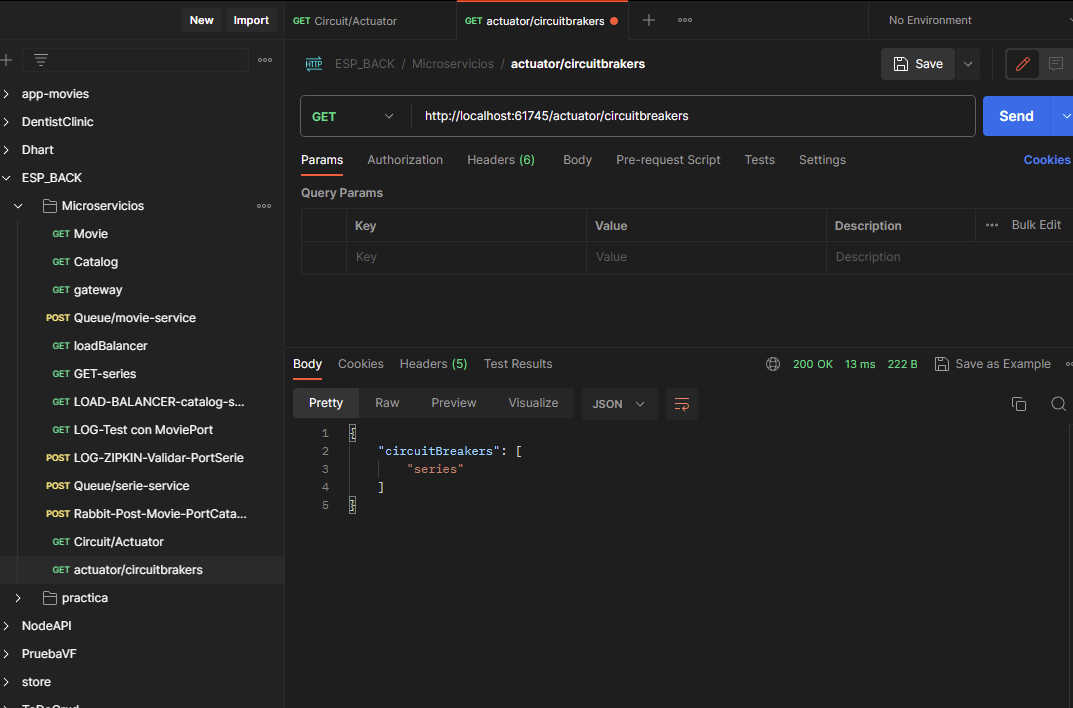 New Import GET Circuit/Actuator GET actuator/circuitbrakers No Environment
HTTP ESP_BACK / Microservicios / actuator/circuitbrakers Save
app-movies
DentistClinic
Dhart
ESP_BACK
Microservicios
GET Movie
GET Catalog
GET gateway
POST Queue/movie-service
GET loadBalancer
GET GET-series
GET LOAD-BALANCER-catalog-s...
GET LOG-Test con MoviePort
POST LOG-ZIPKIN-Validar-PortSerie
POST Queue/serie-service
POST Rabbit-Post-Movie-PortCata...
GET Circuit/Actuator
GET actuator/circuitbrakers
practica
NodeAPI
PruebaVF
store
ToDoCrud
GET http://localhost:61745/actuator/circuitbreakers Send
Params Authorization Headers (6) Body Pre-request Script Tests Settings Cookies
Query Params
Key Value Description Bulk Edit
Key Value Description
Body Cookies Headers (5) Test Results 200 OK 13 ms 222 B Save as Example
Pretty Raw Preview Visualize JSON
1 {
2 "circuitBreakers": [
3 "series"
4 ]
5 }